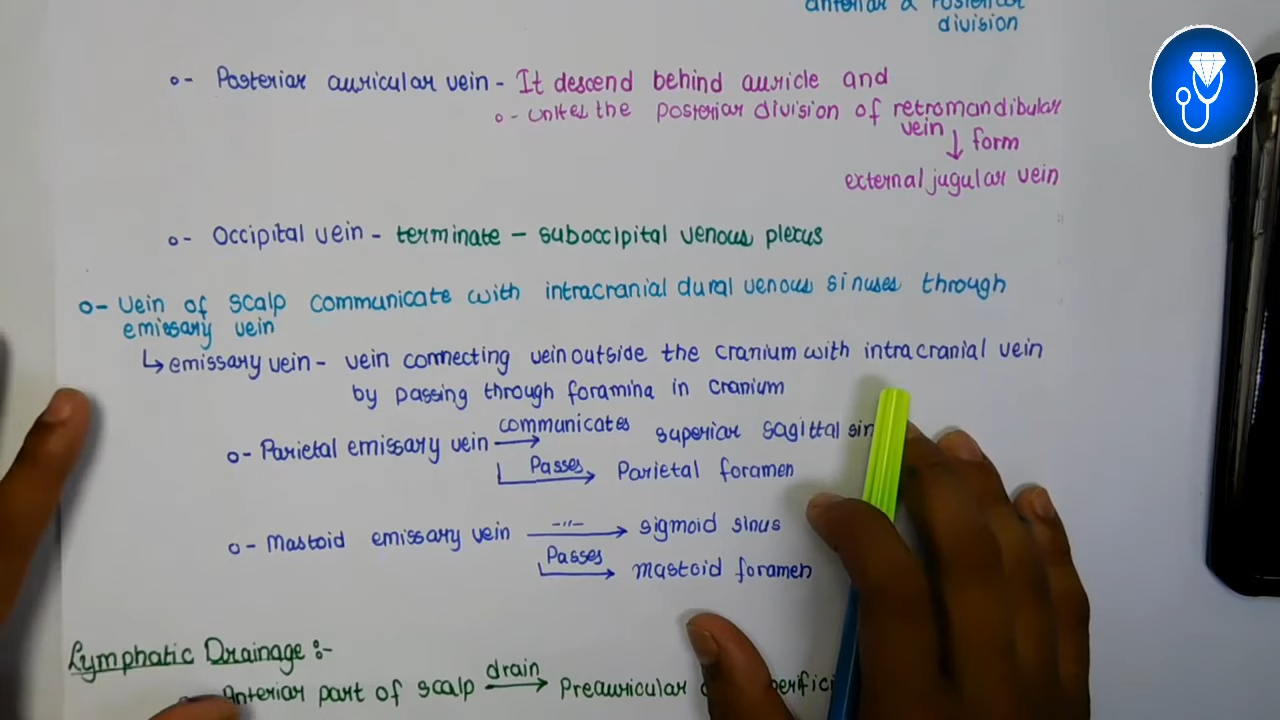 anterior & Posterior
division
o- Posterior auricular vein - It descend behind auricle and
o- unites the posterior division of retromandibular
vein ↓ form
external jugular vein
o- Occipital vein - terminate - suboccipital venous plexus
o- Vein of scalp communicate with intracranial dural venous sinuses through
emissary vein
↳ emissary vein - vein connecting vein outside the cranium with intracranial vein
by passing through foramina in cranium
o- Parietal emissary vein communicates → superior sagittal sin
Passes → Parietal foramen
o- Mastoid emissary vein -"- → sigmoid sinus
Passes → mastoid foramen
Lymphatic Drainage :-
Anterior part of scalp drain → Preauricular